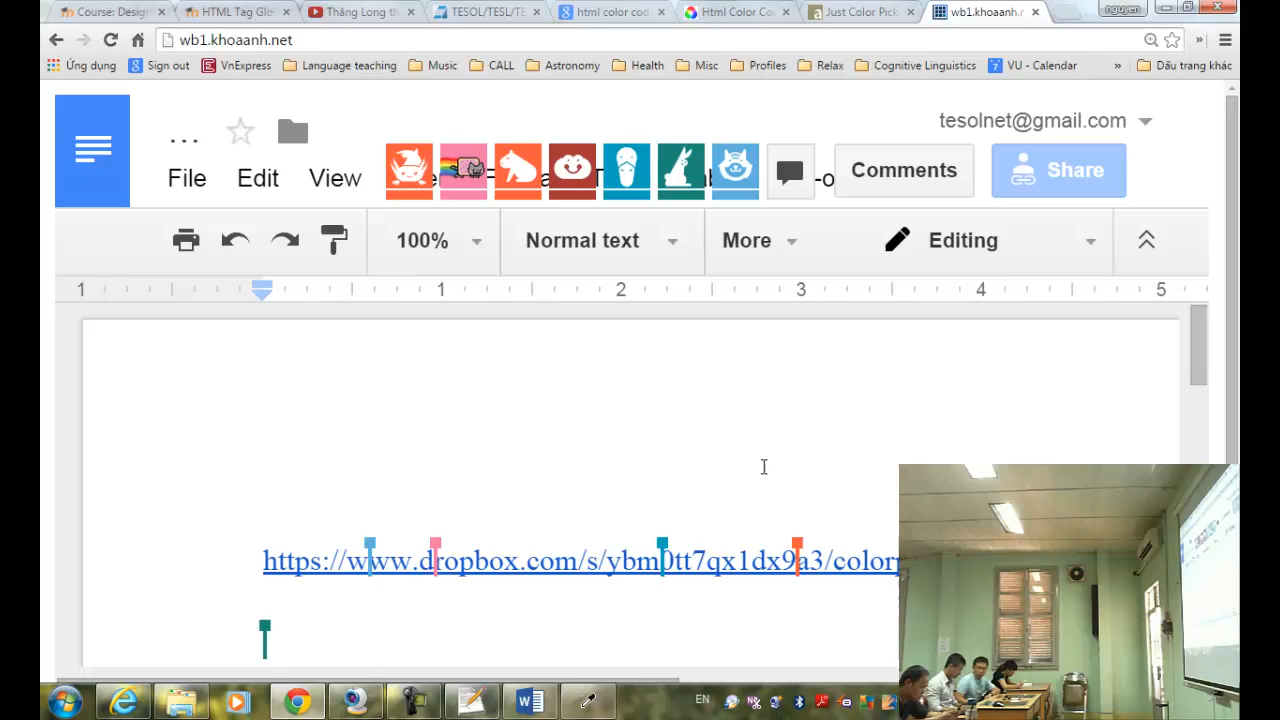 Course: Desig
HTML Tag Glo
Thăng Long th
TESOL/TESL/TE
html color cod
Html Color Co
Just Color Pick
wb1.khoaanh.r
nguyen
wb1.khoaanh.net
Ứng dụng
Sign out
VnExpress
Language teaching
Music
CALL
Astronomy
Health
Misc
Profiles
Relax
Cognitive Linguistics
VU - Calendar
»
Dấu trang khác
...
tesolnet@gmail.com
File Edit View
Comments
Share
100%
Normal text
More
Editing
1 1 2 3 4 5
https://www.dropbox.com/s/ybm0tt7qx1dx9a3/color
EN